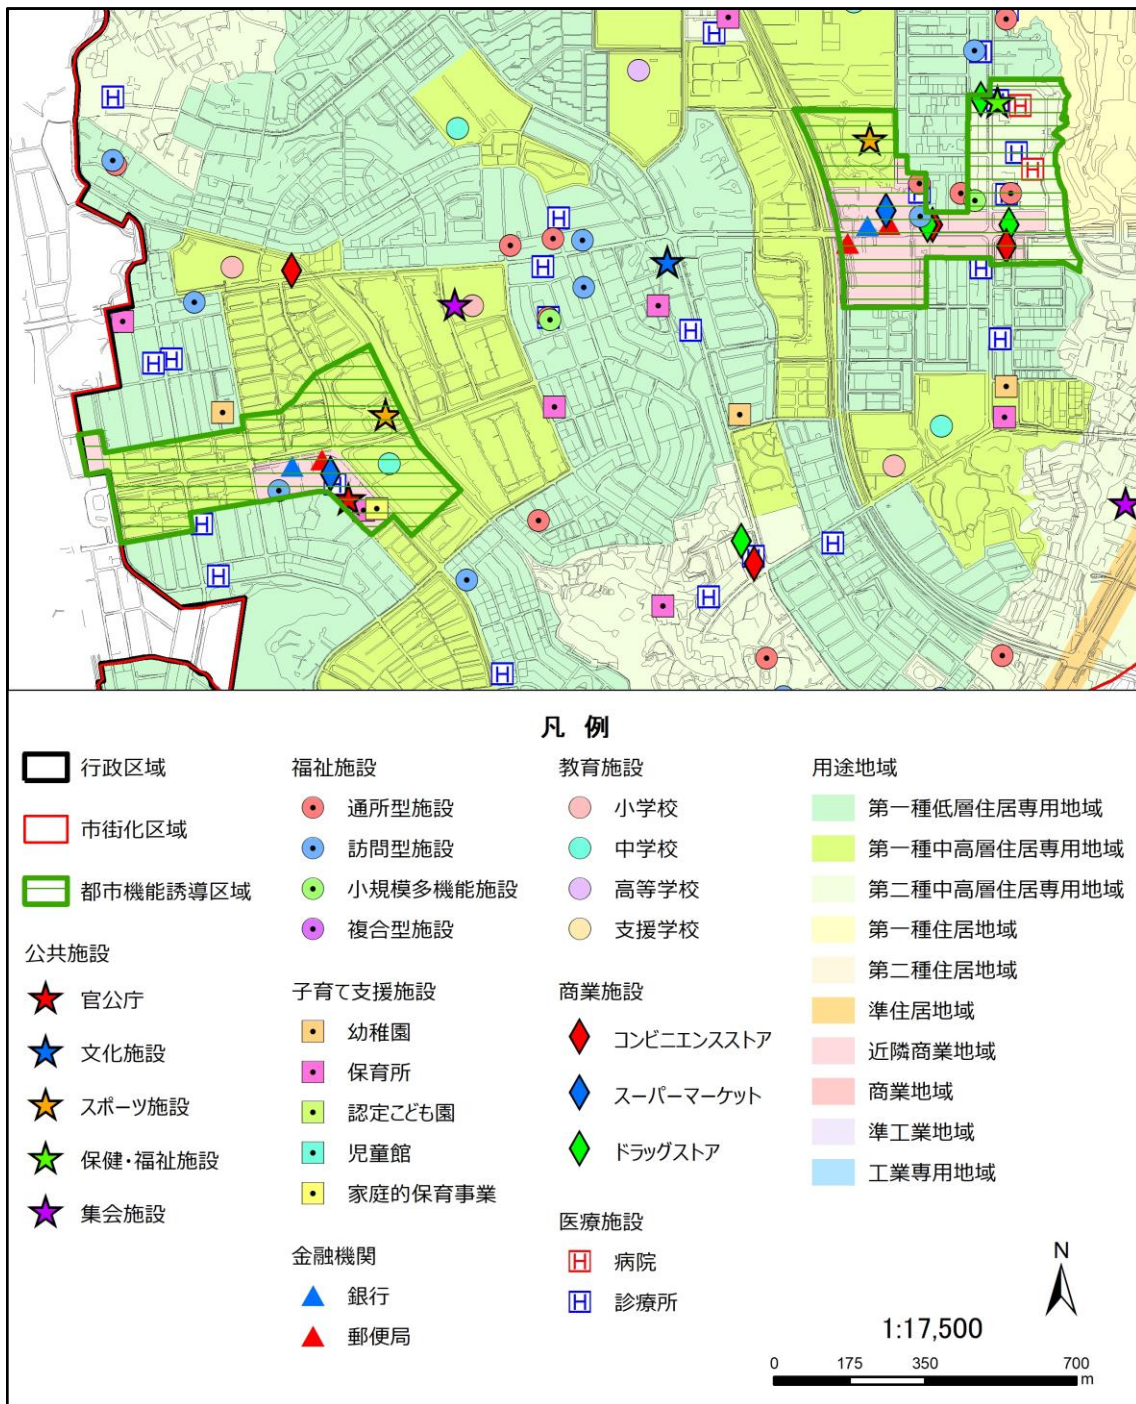 H
凡 例
行政区域
市街化区域
都市機能誘導区域
公共施設
官公庁
文化施設
スポーツ施設
保健・福祉施設
集会施設
福祉施設
通所型施設
訪問型施設
小規模多機能施設
複合型施設
子育て支援施設
幼稚園
保育所
認定こども園
児童館
家庭的保育事業
金融機関
銀行
郵便局
教育施設
小学校
中学校
高等学校
支援学校
商業施設
コンビニエンスストア
スーパーマーケット
ドラッグストア
医療施設
H 病院
H 診療所
用途地域
第一種低層住居専用地域
第一種中高層住居専用地域
第二種中高層住居専用地域
第一種住居地域
第二種住居地域
準住居地域
近隣商業地域
商業地域
準工業地域
工業専用地域
N
1:17,500
0 175 350 700
m